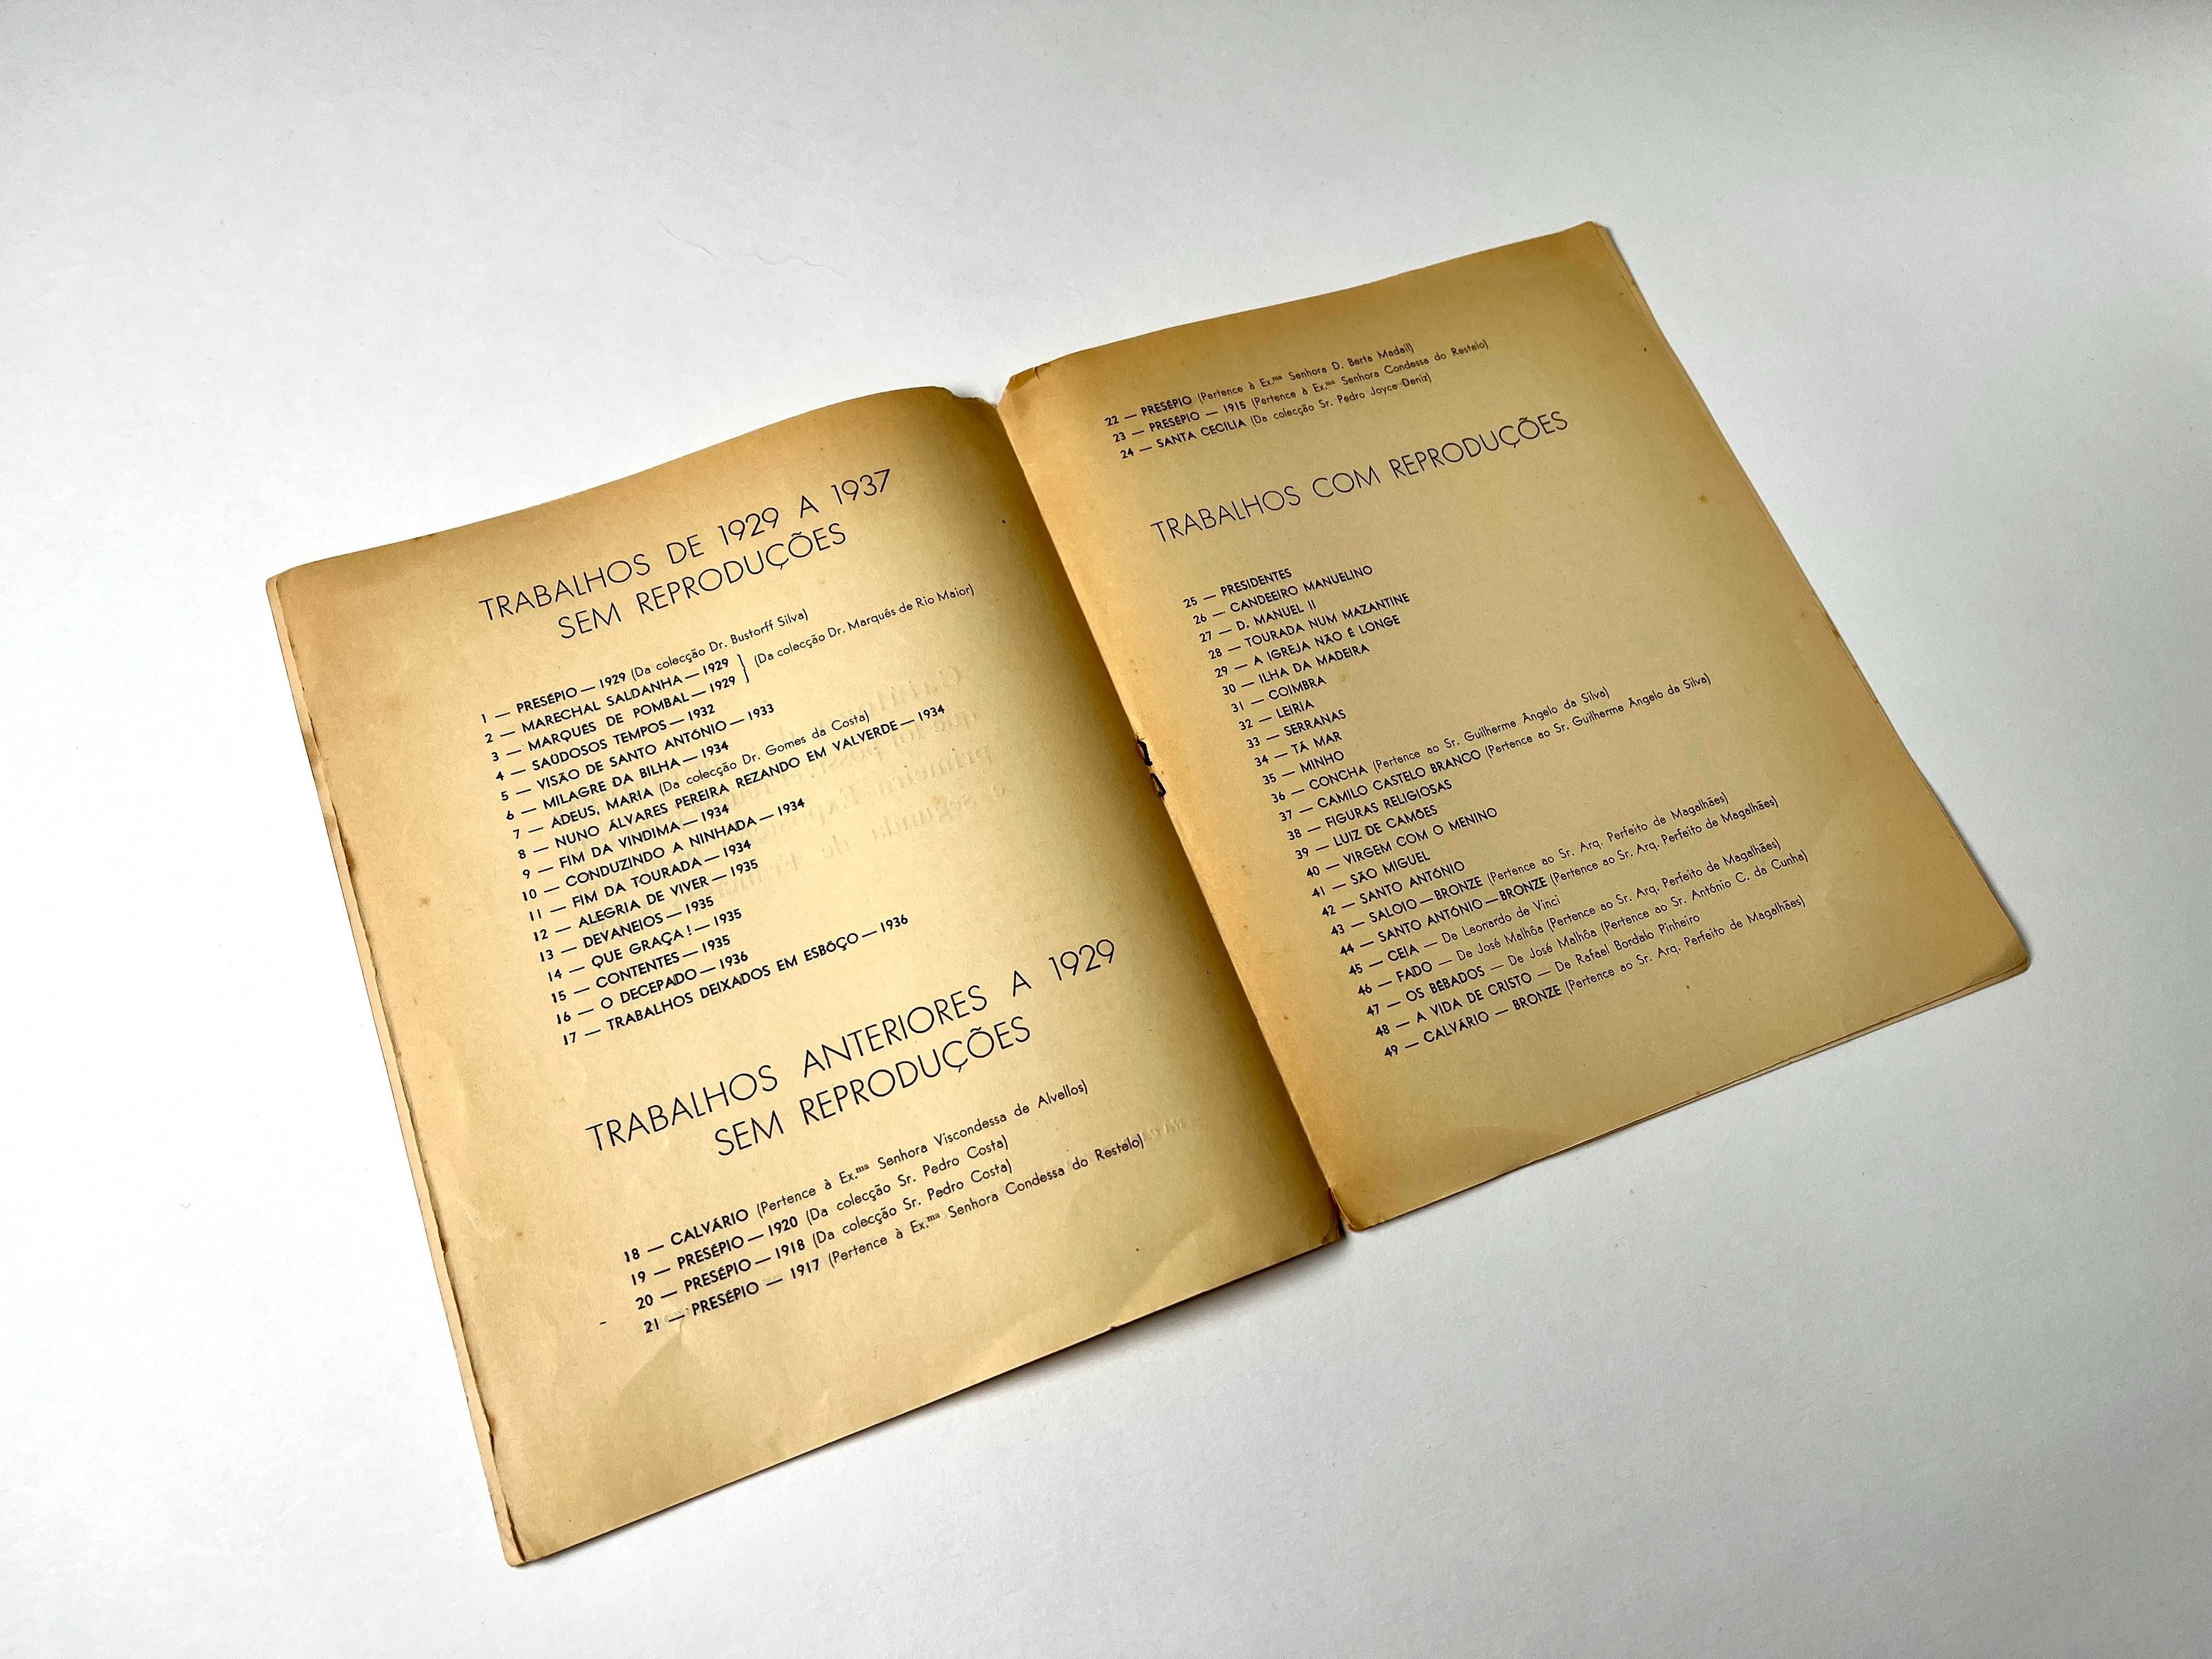 TRABALHOS DE 1929 A 1937
SEM REPRODUÇÕES
1 — PRESÉPIO — 1929 (Da colecção Dr. Bustorff Silva)
2 — MARECHAL SALDANHA — 1929 } (Da colecção Dr. Marquês de Rio Maior)
3 — MARQUÊS DE POMBAL — 1929
4 — SAÜDOSOS TEMPOS — 1932
5 — VISÃO DE SANTO ANTÓNIO — 1933
6 — MILAGRE DA BILHA — 1934
7 — ADEUS, MARIA (Da colecção Dr. Gomes da Costa)
8 — NUNO ÁLVARES PEREIRA REZANDO EM VALVERDE — 1934
9 — FIM DA VINDIMA — 1934
10 — CONDUZINDO A NINHADA — 1934
11 — FIM DA TOURADA — 1934
12 — ALEGRIA DE VIVER — 1935
13 — DEVANEIOS — 1935
14 — QUE GRAÇA ! — 1935
15 — CONTENTES — 1935
16 — O DECEPADO — 1936
17 — TRABALHOS DEIXADOS EM ESBÔÇO — 1936
TRABALHOS ANTERIORES A 1929
SEM REPRODUÇÕES
18 — CALVÁRIO (Pertence à Ex.ma Senhora Viscondessa de Alvellos)
19 — PRESÉPIO — 1920 (Da colecção Sr. Pedro Costa)
20 — PRESÉPIO — 1918 (Da colecção Sr. Pedro Costa)
21 — PRESÉPIO — 1917 (Pertence à Ex.ma Senhora Condessa do Restêlo)
22 — PRESÉPIO (Pertence à Ex.ma Senhora D. Berta Madail)
23 — PRESÉPIO — 1915 (Pertence à Ex.ma Senhora Condessa do Restelo)
24 — SANTA CECILIA (Da colecção Sr. Pedro Joyce Deniz)
TRABALHOS COM REPRODUÇÕES
25 — PRESIDENTES
26 — CANDEEIRO MANUELINO
27 — D. MANUEL II
28 — TOURADA NUM MAZANTINE
29 — A IGREJA NÃO É LONGE
30 — ILHA DA MADEIRA
31 — COIMBRA
32 — LEIRIA
33 — SERRANAS
34 — TÁ MAR
35 — MINHO
36 — CONCHA (Pertence ao Sr. Guilherme Ângelo da Silva)
37 — CAMILO CASTELO BRANCO (Pertence ao Sr. Guilherme Ângelo da Silva)
38 — FIGURAS RELIGIOSAS
39 — LUIZ DE CAMÕES
40 — VIRGEM COM O MENINO
41 — SÃO MIGUEL
42 — SANTO ANTÓNIO
43 — SALOIO — BRONZE (Pertence ao Sr. Arq. Perfeito de Magalhães)
44 — SANTO ANTÓNIO — BRONZE (Pertence ao Sr. Arq. Perfeito de Magalhães)
45 — CEIA — De Leonardo de Vinci
46 — FADO — De José Malhôa (Pertence ao Sr. Arq. Perfeito de Magalhães)
47 — OS BÊBADOS — De José Malhôa (Pertence ao Sr. António C. da Cunha)
48 — A VIDA DE CRISTO — De Rafael Bordalo Pinheiro
49 — CALVÁRIO — BRONZE (Pertence ao Sr. Arq. Perfeito de Magalhães)